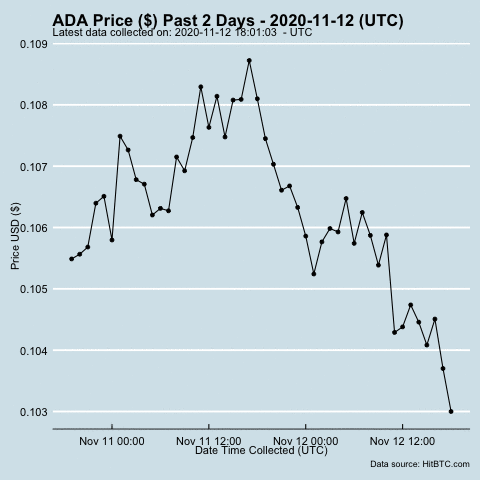 ADA Price ($) Past 2 Days - 2020-11-12 (UTC)
Latest data collected on: 2020-11-12 18:01:03 - UTC
0.109
0.108
0.107
0.106
0.105
0.104
0.103
Price USD ($)
Nov 11 00:00 Nov 11 12:00 Nov 12 00:00 Nov 12 12:00
Date Time Collected (UTC)
Data source: HitBTC.com